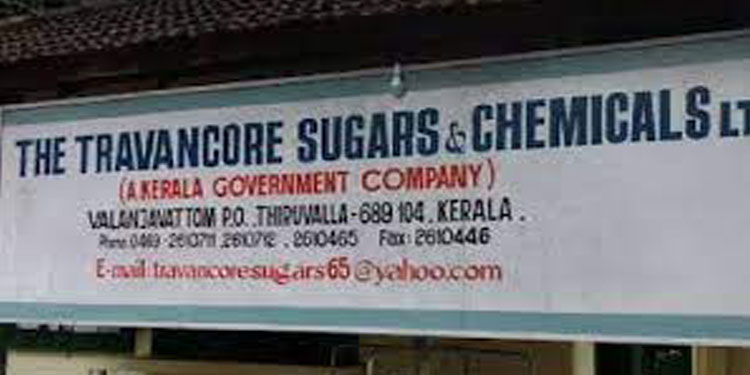 THE TRAVANCORE SUGARS & CHEMICALS LT
(A KERALA GOVERNMENT COMPANY)
VALANJAVATTOM P.O. THIRUVALLA-689 104. KERALA.
Phone: 0469-2610711, 2610712, 2610465 Fax: 2610446
E-mail: travancoresugars65@yahoo.com